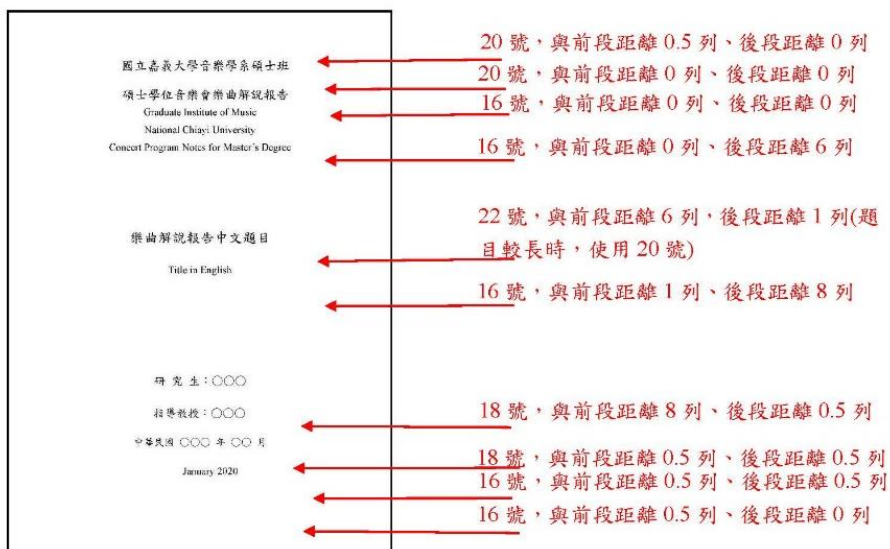 國立嘉義大學音樂學系碩士班
碩士學位音樂會樂曲解說報告
Graduate Institute of Music
National Chiayi University
Concert Program Notes for Master's Degree
樂曲解說報告中文題目
Title in English
研 究 生：○○○
指導教授：○○○
中華民國 ○○○ 年 ○○ 月
January 2020
20 號，與前段距離 0.5 列、後段距離 0 列
20 號，與前段距離 0 列、後段距離 0 列
16 號，與前段距離 0 列、後段距離 0 列
16 號，與前段距離 0 列、後段距離 6 列
22 號，與前段距離 6 列，後段距離 1 列(題
目較長時，使用 20 號)
16 號，與前段距離 1 列、後段距離 8 列
18 號，與前段距離 8 列、後段距離 0.5 列
18 號，與前段距離 0.5 列、後段距離 0.5 列
16 號，與前段距離 0.5 列、後段距離 0.5 列
16 號，與前段距離 0.5 列、後段距離 0 列